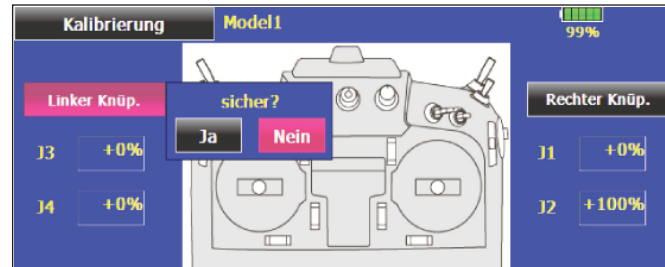 Kalibrierung Model1 99%
Linker Knüp. sicher? Rechter Knüp.
Ja Nein
J3 +0% J1 +0%
J4 +0% J2 +100%